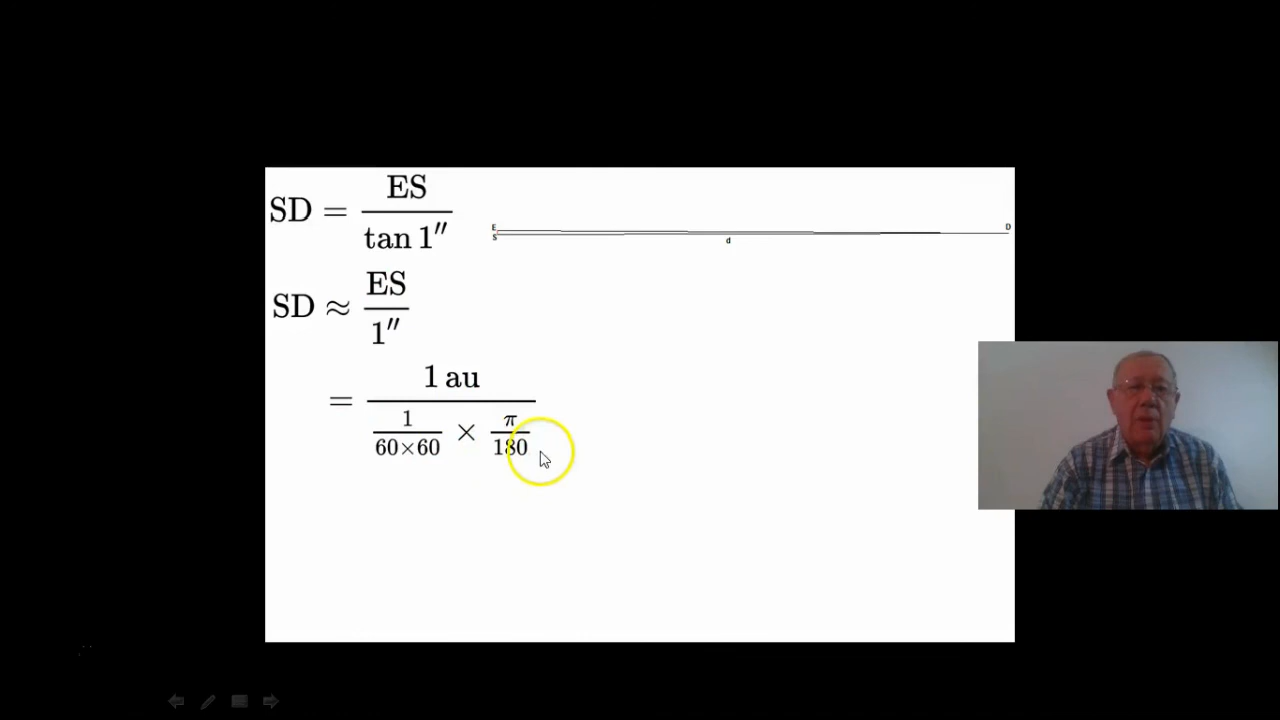 SD = ES / tan 1″
E
S
d
D
SD ≈ ES / 1″
= 1 au / (1 / 60×60 × π / 180)